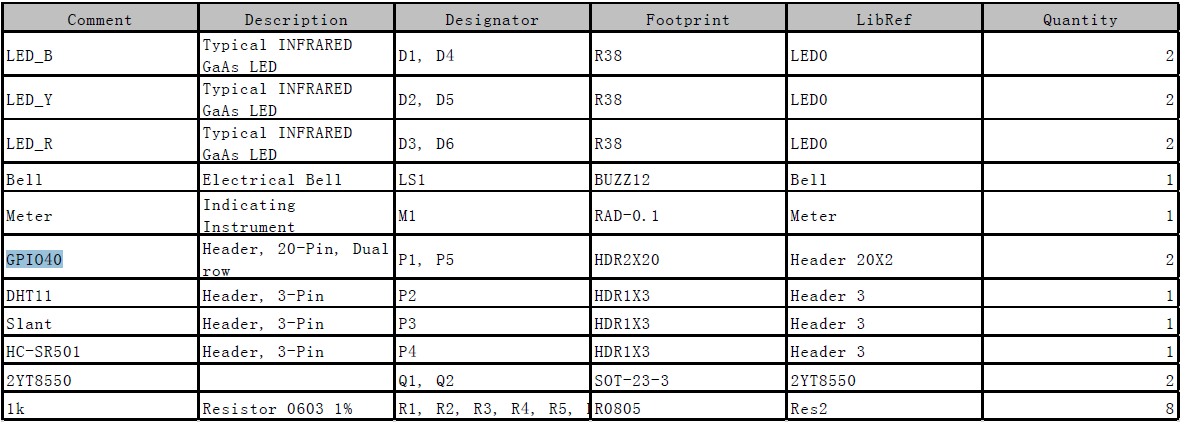 Comment Description Designator Footprint LibRef Quantity
LED_B Typical INFRARED GaAs LED D1, D4 R38 LED0 2
LED_Y Typical INFRARED GaAs LED D2, D5 R38 LED0 2
LED_R Typical INFRARED GaAs LED D3, D6 R38 LED0 2
Bell Electrical Bell LS1 BUZZ12 Bell 1
Meter Indicating Instrument M1 RAD-0.1 Meter 1
GPIO40 Header, 20-Pin, Dual row P1, P5 HDR2X20 Header 20X2 2
DHT11 Header, 3-Pin P2 HDR1X3 Header 3 1
Slant Header, 3-Pin P3 HDR1X3 Header 3 1
HC-SR501 Header, 3-Pin P4 HDR1X3 Header 3 1
2YT8550 Q1, Q2 SOT-23-3 2YT8550 2
1k Resistor 0603 1% R1, R2, R3, R4, R5, R0805 Res2 8